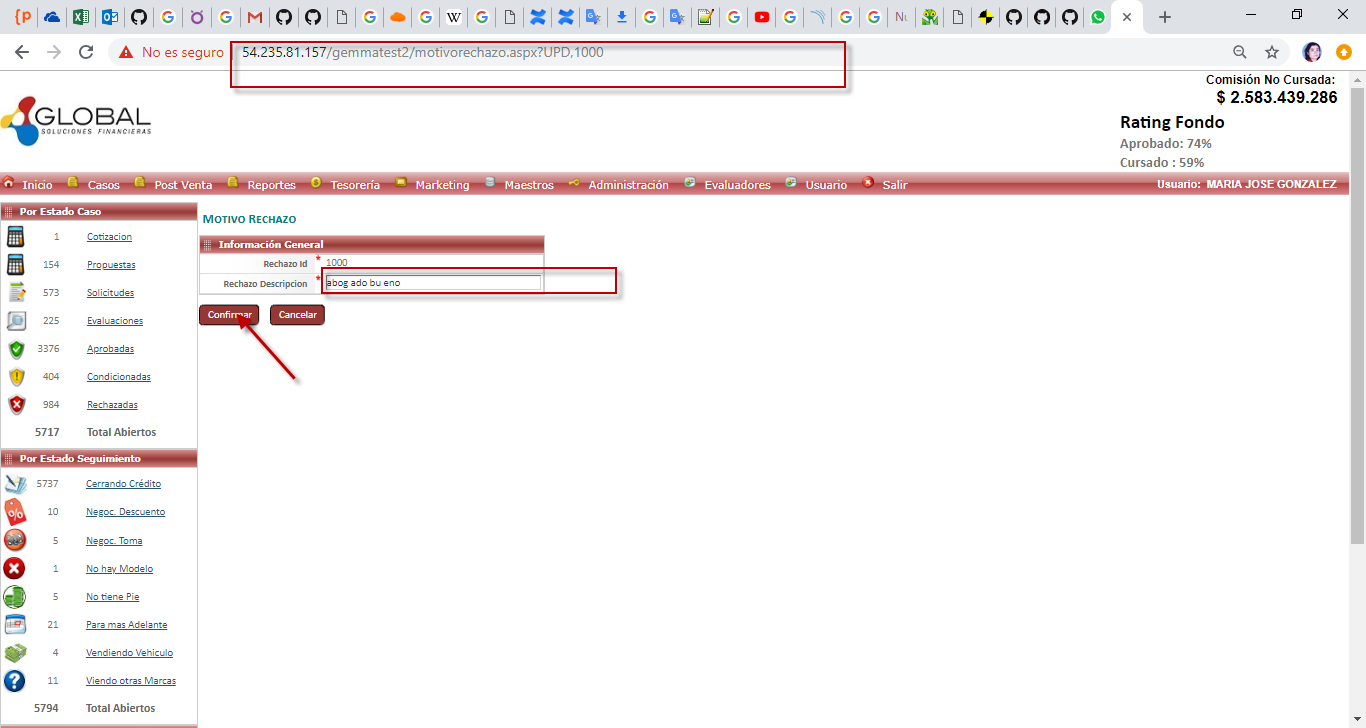 No es seguro
54.235.81.157/gemmatest2/motivorechazo.aspx?UPD,1000
Comisión No Cursada:
$ 2.583.439.286
GLOBAL
SOLUCIONES FINANCIERAS
Rating Fondo
Aprobado: 74%
Cursado : 59%
Inicio Casos Post Venta Reportes Tesorería Marketing Maestros Administración Evaluadores Usuario Salir
Usuario: MARIA JOSE GONZALEZ
Por Estado Caso
1 Cotizacion
154 Propuestas
573 Solicitudes
225 Evaluaciones
3376 Aprobadas
404 Condicionadas
984 Rechazadas
5717 Total Abiertos
Por Estado Seguimiento
5737 Cerrando Crédito
10 Negoc. Descuento
5 Negoc. Toma
1 No hay Modelo
5 No tiene Pie
21 Para mas Adelante
4 Vendiendo Vehiculo
11 Viendo otras Marcas
5794 Total Abiertos
MOTIVO RECHAZO
Información General
Rechazo Id * 1000
Rechazo Descripcion * abog ado bu eno
Confirmar Cancelar